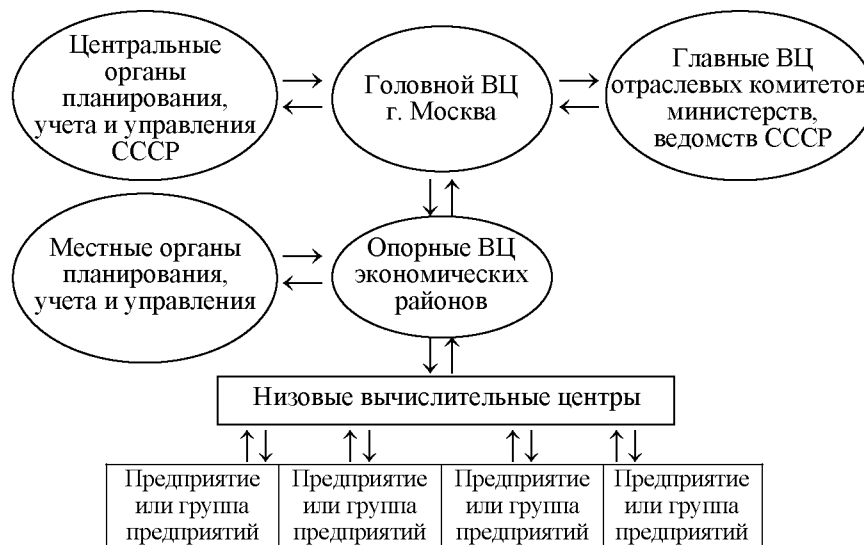 Центральные
органы
планирования,
учета и управления
СССР
Головной ВЦ
г. Москва
Главные ВЦ
отраслевых комитетов
министерств,
ведомств СССР
Местные органы
планирования,
учета и управления
Опорные ВЦ
экономических
районов
Низовые вычислительные центры
Предприятие
или группа
предприятий
Предприятие
или группа
предприятий
Предприятие
или группа
предприятий
Предприятие
или группа
предприятий